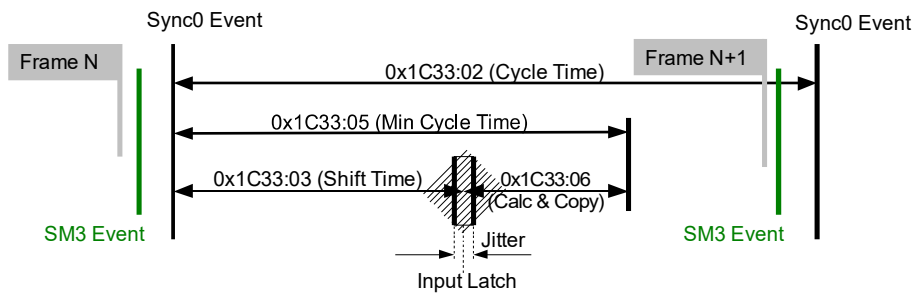 Sync0 Event
Sync0 Event
Frame N
Frame N+1
0x1C33:02 (Cycle Time)
0x1C33:05 (Min Cycle Time)
0x1C33:03 (Shift Time)
0x1C33:06
(Calc & Copy)
SM3 Event
Jitter
SM3 Event
Input Latch